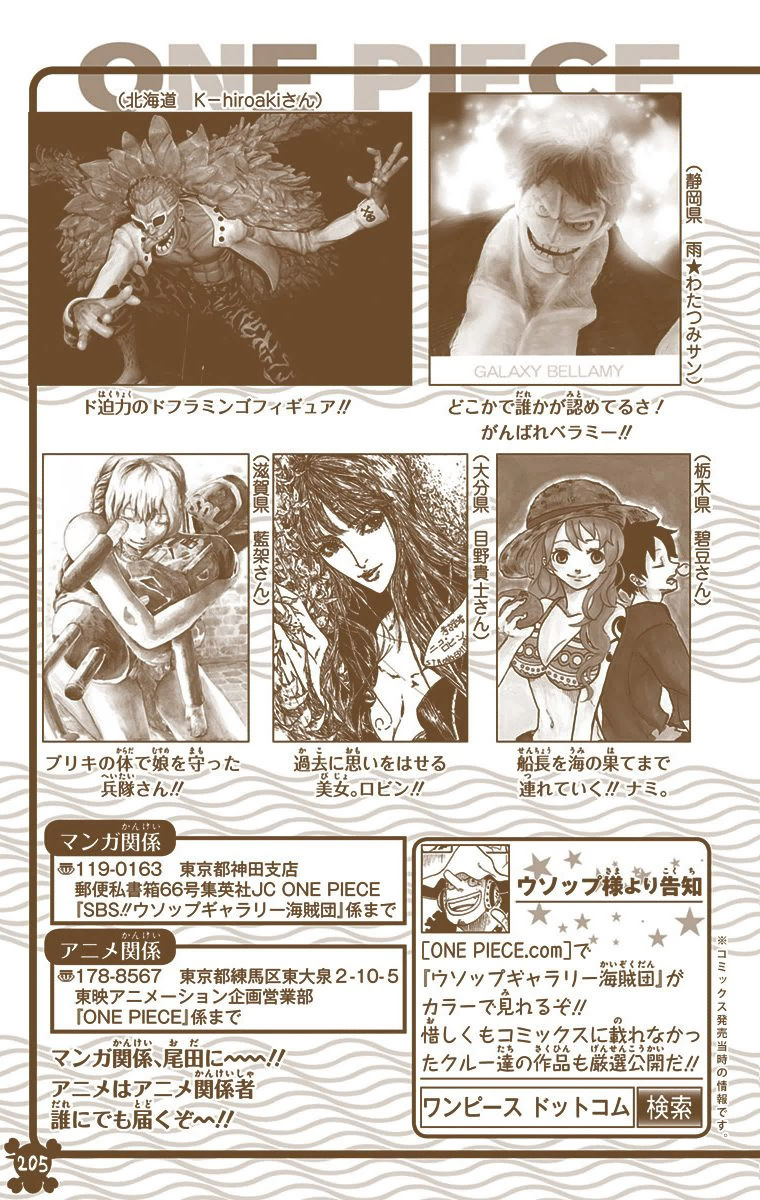 ONE PIECE
(北海道　K-hiroakiさん)
ド迫力のドフラミンゴフィギュア!!
(静岡県　雨★わたつみサン)
GALAXY BELLAMY
どこかで誰かが認めてるさ！
がんばれベラミー!!
(滋賀県　藍架さん)
ブリキの体で娘を守った
兵隊さん!!
(大分県　目野貴士さん)
過去に思いをはせる
美女。ロビン!!
(栃木県　碧豆さん)
船長を海の果てまで
連れていく!! ナミ。
マンガ関係
〠119-0163　東京都神田支店
郵便私書箱66号集英社JC ONE PIECE
『SBS!!ウソップギャラリー海賊団』係まで
アニメ関係
〠178-8567　東京都練馬区東大泉2-10-5
東映アニメーション企画営業部
『ONE PIECE』係まで
マンガ関係、尾田に〜〜〜!!
アニメはアニメ関係者
誰にでも届くぞ〜!!
ウソップ様より告知
[ONE PIECE.com]で
『ウソップギャラリー海賊団』が
カラーで見れるぞ!!
惜しくもコミックスに載れなかっ
たクルー達の作品も厳選公開だ!!
ワンピース ドットコム 検索
※コミックス発売当時の情報です。
205